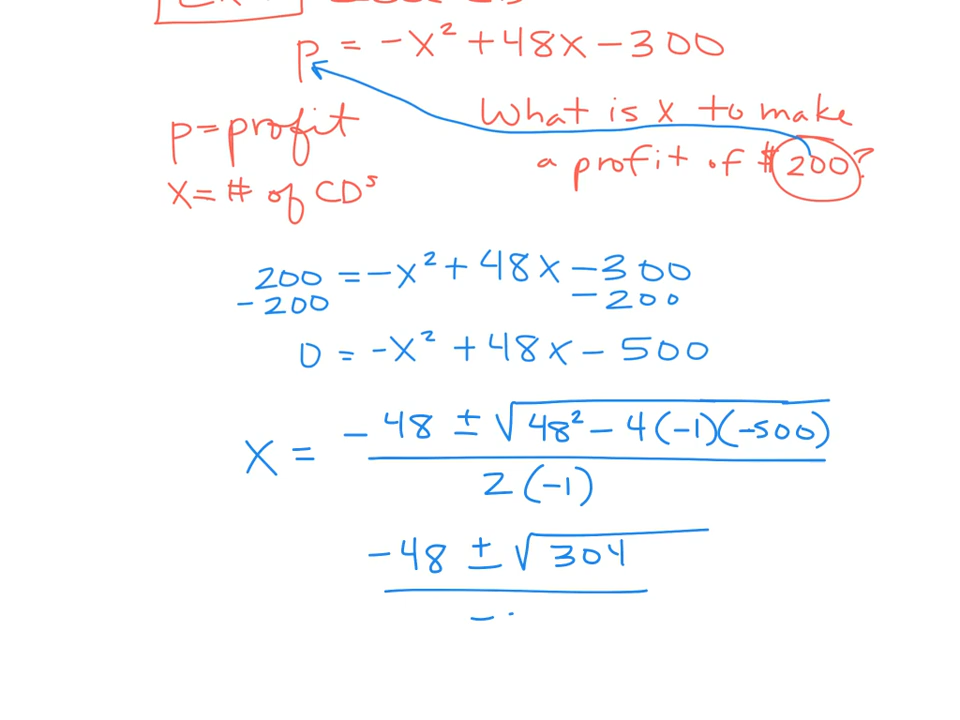 p = -x² + 48x - 300
What is x to make
p = profit
a profit of $200?
x = # of CDs
200 = -x² + 48x - 300
-200 -200
0 = -x² + 48x - 500
x = -48 ± √48² - 4(-1)(-500)
2(-1)
-48 ± √304
-